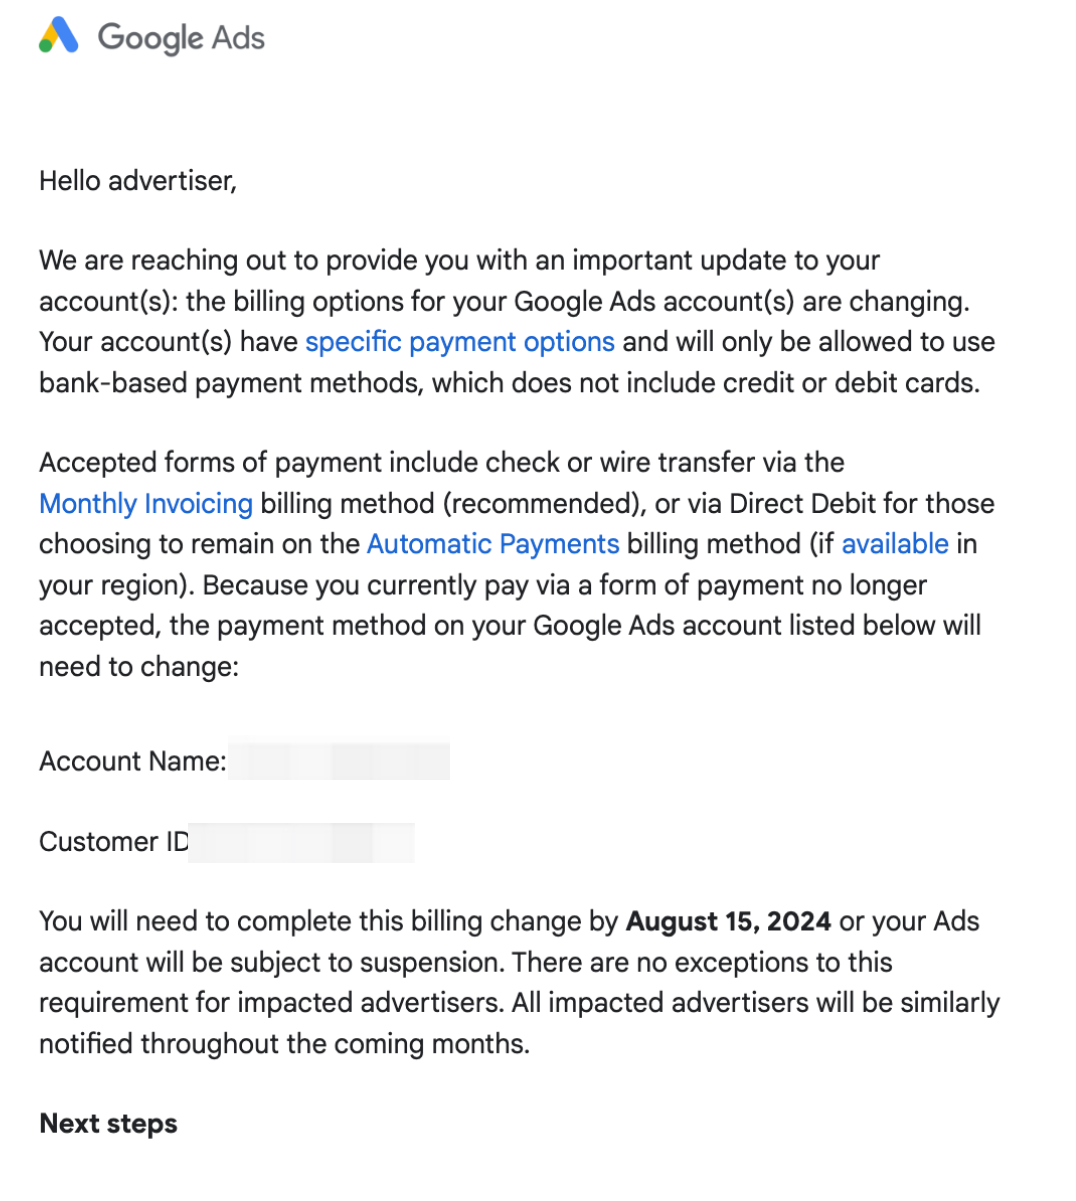 Google Ads
Hello advertiser,
We are reaching out to provide you with an important update to your
account(s): the billing options for your Google Ads account(s) are changing.
Your account(s) have specific payment options and will only be allowed to use
bank-based payment methods, which does not include credit or debit cards.
Accepted forms of payment include check or wire transfer via the
Monthly Invoicing billing method (recommended), or via Direct Debit for those
choosing to remain on the Automatic Payments billing method (if available in
your region). Because you currently pay via a form of payment no longer
accepted, the payment method on your Google Ads account listed below will
need to change:
Account Name:
Customer ID
You will need to complete this billing change by August 15, 2024 or your Ads
account will be subject to suspension. There are no exceptions to this
requirement for impacted advertisers. All impacted advertisers will be similarly
notified throughout the coming months.
Next steps